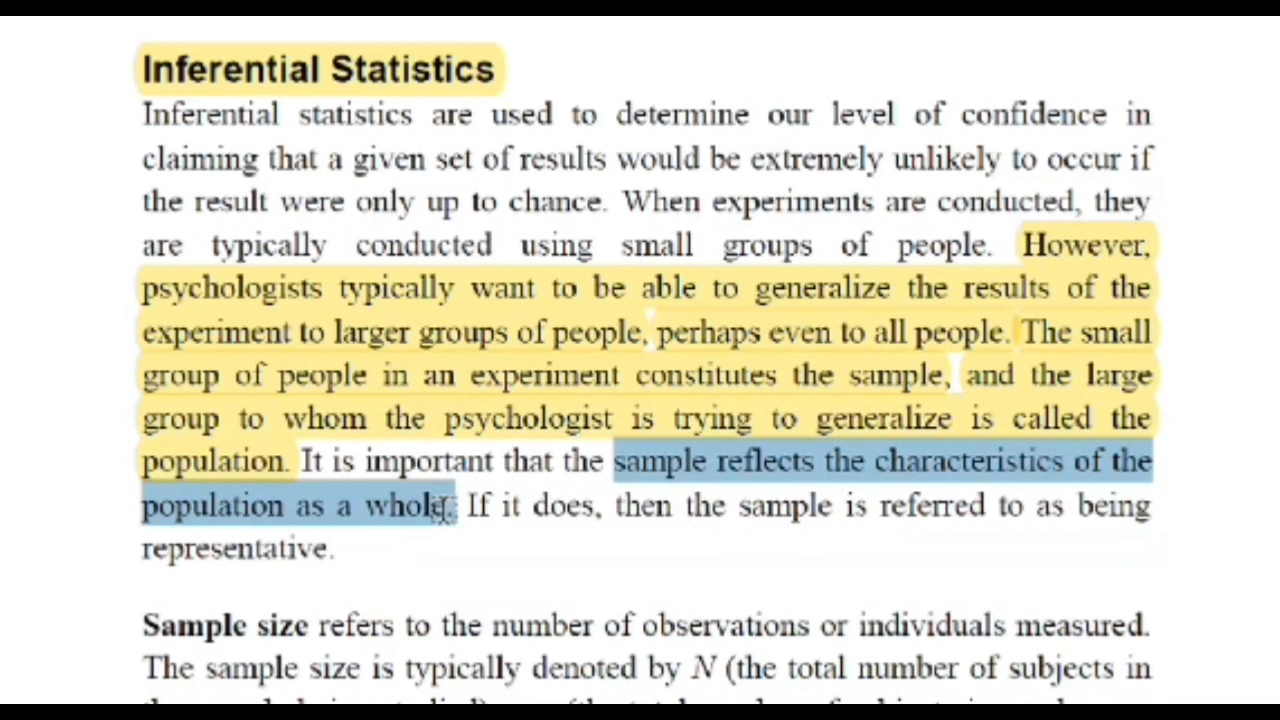 Inferential Statistics
Inferential statistics are used to determine our level of confidence in
claiming that a given set of results would be extremely unlikely to occur if
the result were only up to chance. When experiments are conducted, they
are typically conducted using small groups of people. However,
psychologists typically want to be able to generalize the results of the
experiment to larger groups of people, perhaps even to all people. The small
group of people in an experiment constitutes the sample, and the large
group to whom the psychologist is trying to generalize is called the
population. It is important that the sample reflects the characteristics of the
population as a whole. If it does, then the sample is referred to as being
representative.
Sample size refers to the number of observations or individuals measured.
The sample size is typically denoted by N (the total number of subjects in